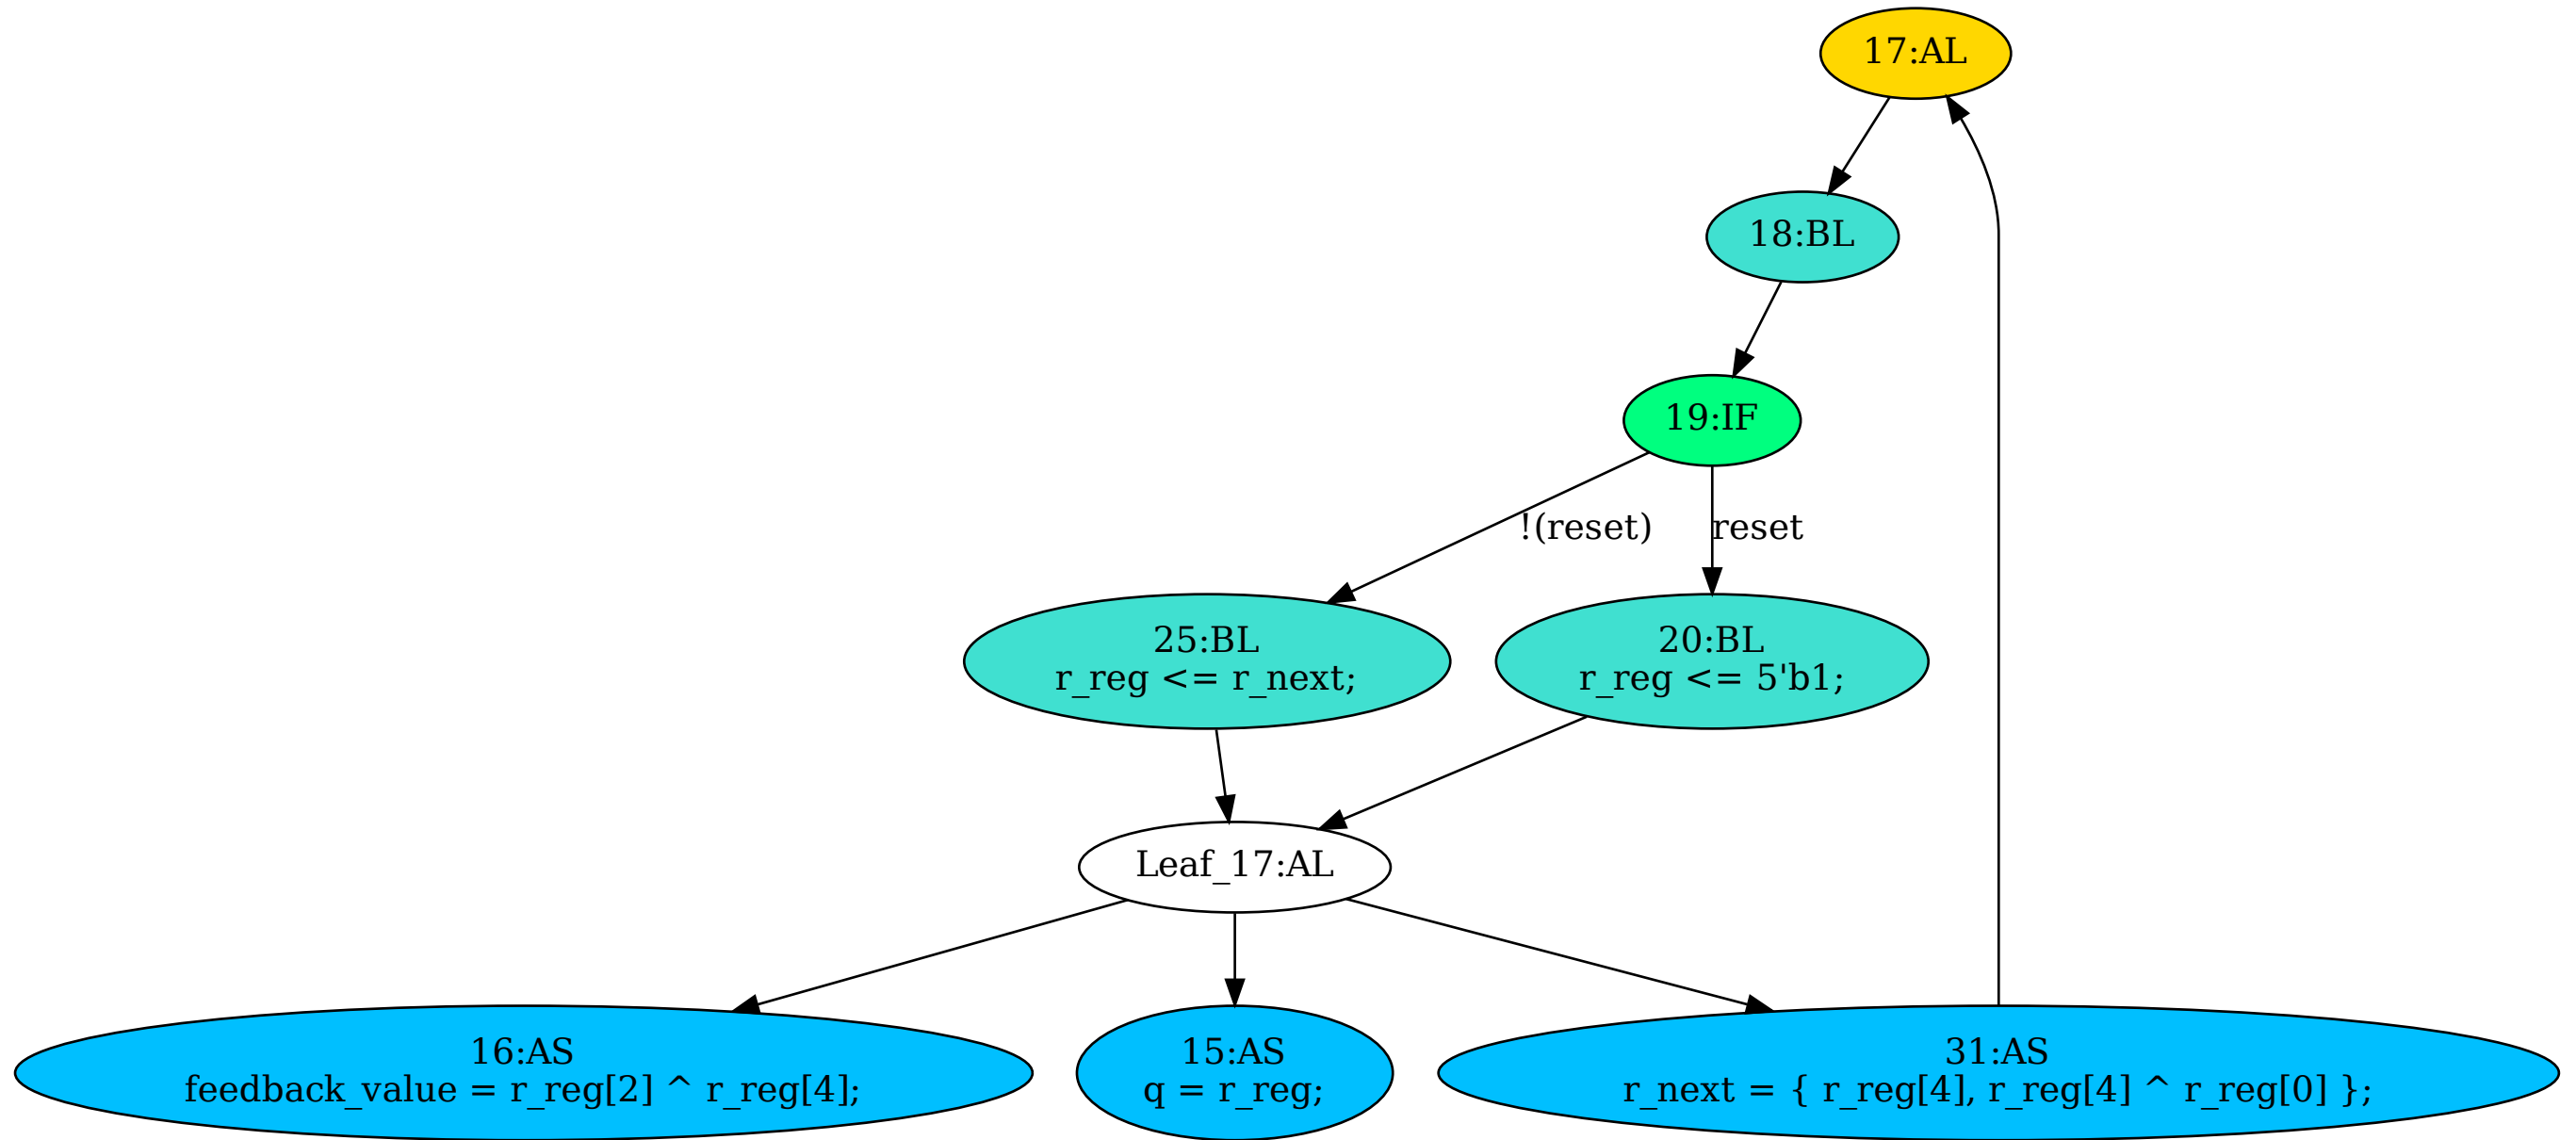 17:AL
18:BL
19:IF
!(reset)
reset
25:BL
r_reg <= r_next;
20:BL
r_reg <= 5'b1;
Leaf_17:AL
16:AS
feedback_value = r_reg[2] ^ r_reg[4];
15:AS
q = r_reg;
31:AS
r_next = { r_reg[4], r_reg[4] ^ r_reg[0] };